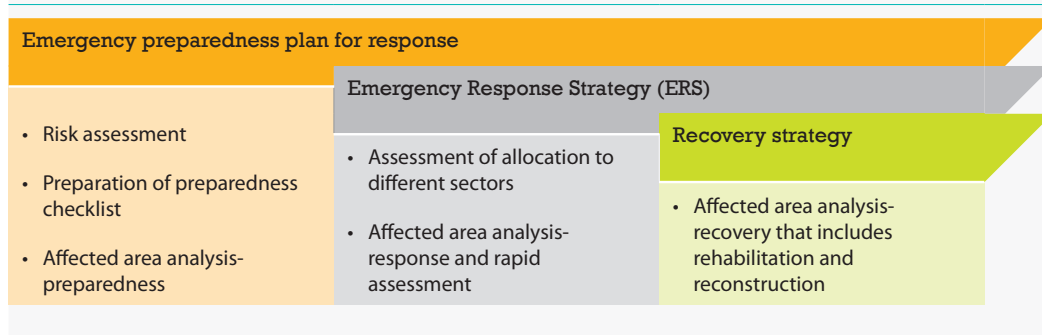 Emergency preparedness plan for response
• Risk assessment
• Preparation of preparedness
checklist
• Affected area analysis-
preparedness
Emergency Response Strategy (ERS)
• Assessment of allocation to
different sectors
• Affected area analysis-
response and rapid
assessment
Recovery strategy
• Affected area analysis-
recovery that includes
rehabilitation and
reconstruction